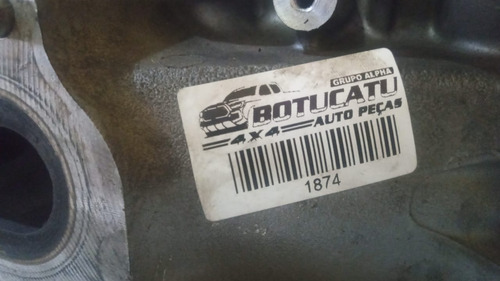 GRUPO ALPHA
BOTUCATU
4x4 AUTO PEÇAS
1874